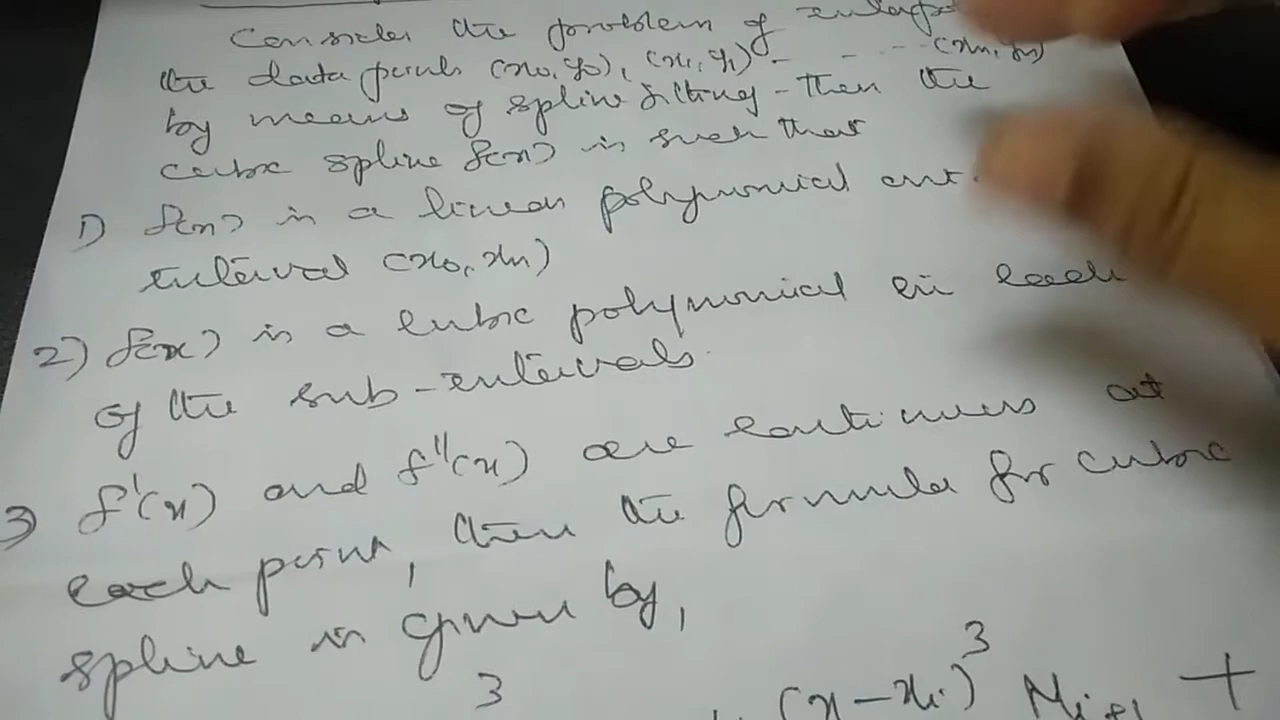 Consider the problem of
the data points (x0, y0), (x1, y1) - - - - (xn, yn)
by means of spline fitting - Then the
cubic spline f(x) is such that
1) f(x) is a linear polynomial out
interval (x0, xn)
2) f(x) is a cubic polynomial in each
of the sub-intervals.
3) f'(x) and f''(x) are continuous at
each point, then the formula for cubic
spline is given by,
3
(x - xi)^3 Mi+1 +